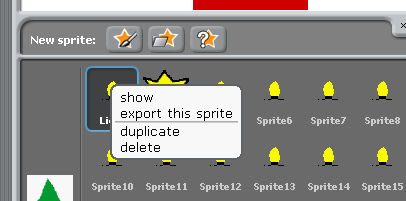 New sprite:
show
export this sprite
duplicate
delete
Sprite6 Sprite7 Sprite8
Sprite10 Sprite11 Sprite12 Sprite13 Sprite14 Sprite15